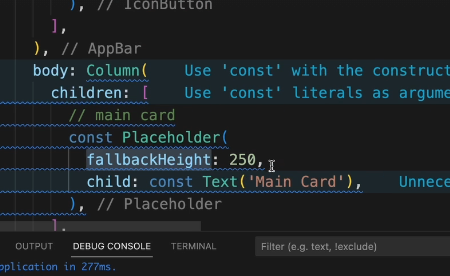 ), // IconButton
],
), // AppBar
body: Column(    Use 'const' with the construct
children: [    Use 'const' literals as argume
// main card
const Placeholder(
fallbackHeight: 250,
child: const Text('Main Card'),    Unnece
), // Placeholder
],
OUTPUT    DEBUG CONSOLE    TERMINAL    Filter (e.g. text, !exclude)
pplication in 277ms.